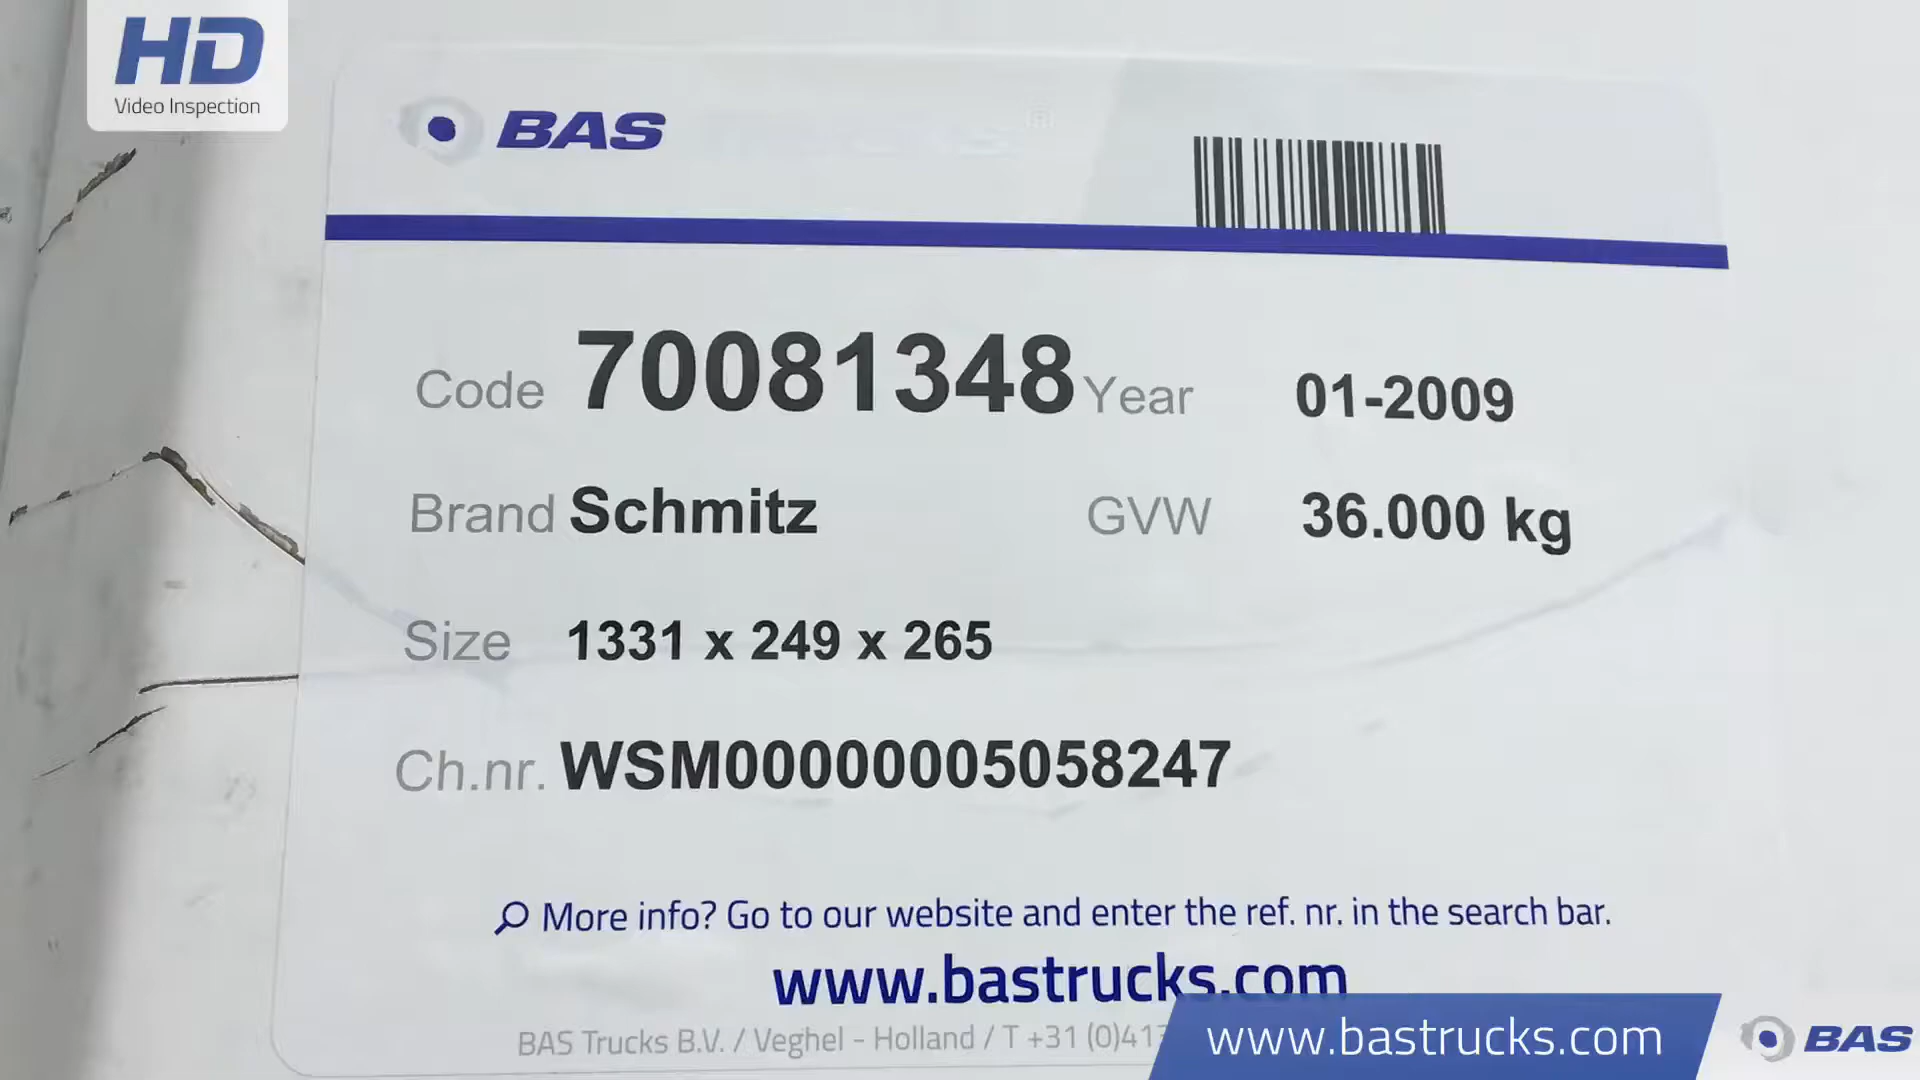 HD
Video Inspection
BAS
Code 70081348 Year 01-2009
Brand Schmitz GVW 36.000 kg
Size 1331 x 249 x 265
Ch.nr. WSM00000005058247
More info? Go to our website and enter the ref. nr. in the search bar.
www.bastrucks.com
BAS Trucks B.V. / Veghel - Holland / T +31 (0)413
www.bastrucks.com
BAS